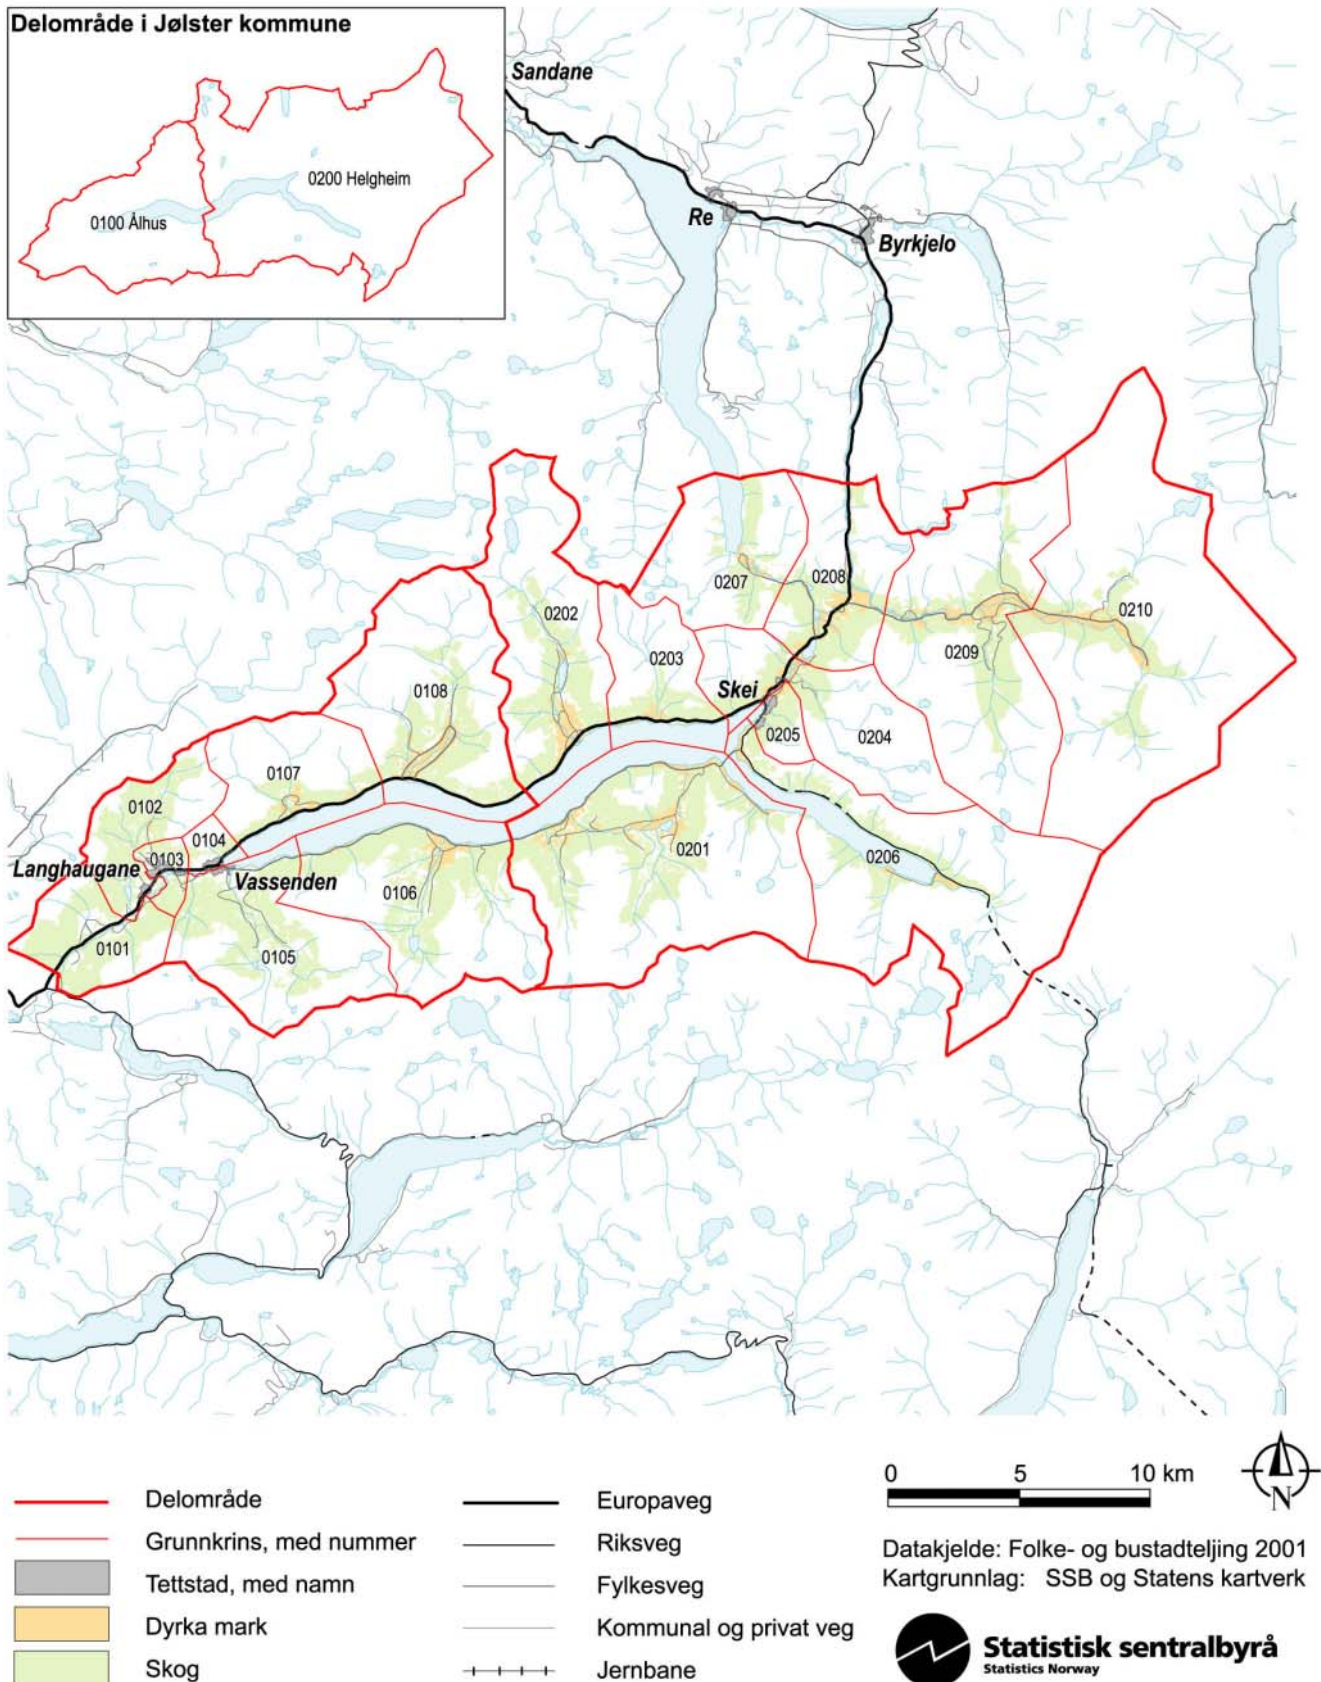 Delområde i Jølster kommune
0200 Helgheim
0100 Ålhus
Sandane
Re
Byrkjelo
0207
0208
0202
0210
0203
0209
0108
Skei
0205
0204
0107
0102
0104
0103
Langhaugane
Vassenden
0201
0206
0106
0101
0105
0 5 10 km
N
Delområde
Grunnkrins, med nummer
Tettstad, med namn
Dyrka mark
Skog
Europaveg
Riksveg
Fylkesveg
Kommunal og privat veg
Jernbane
Datakjelde: Folke- og bustadteljing 2001
Kartgrunnlag: SSB og Statens kartverk
Statistisk sentralbyrå
Statistics Norway